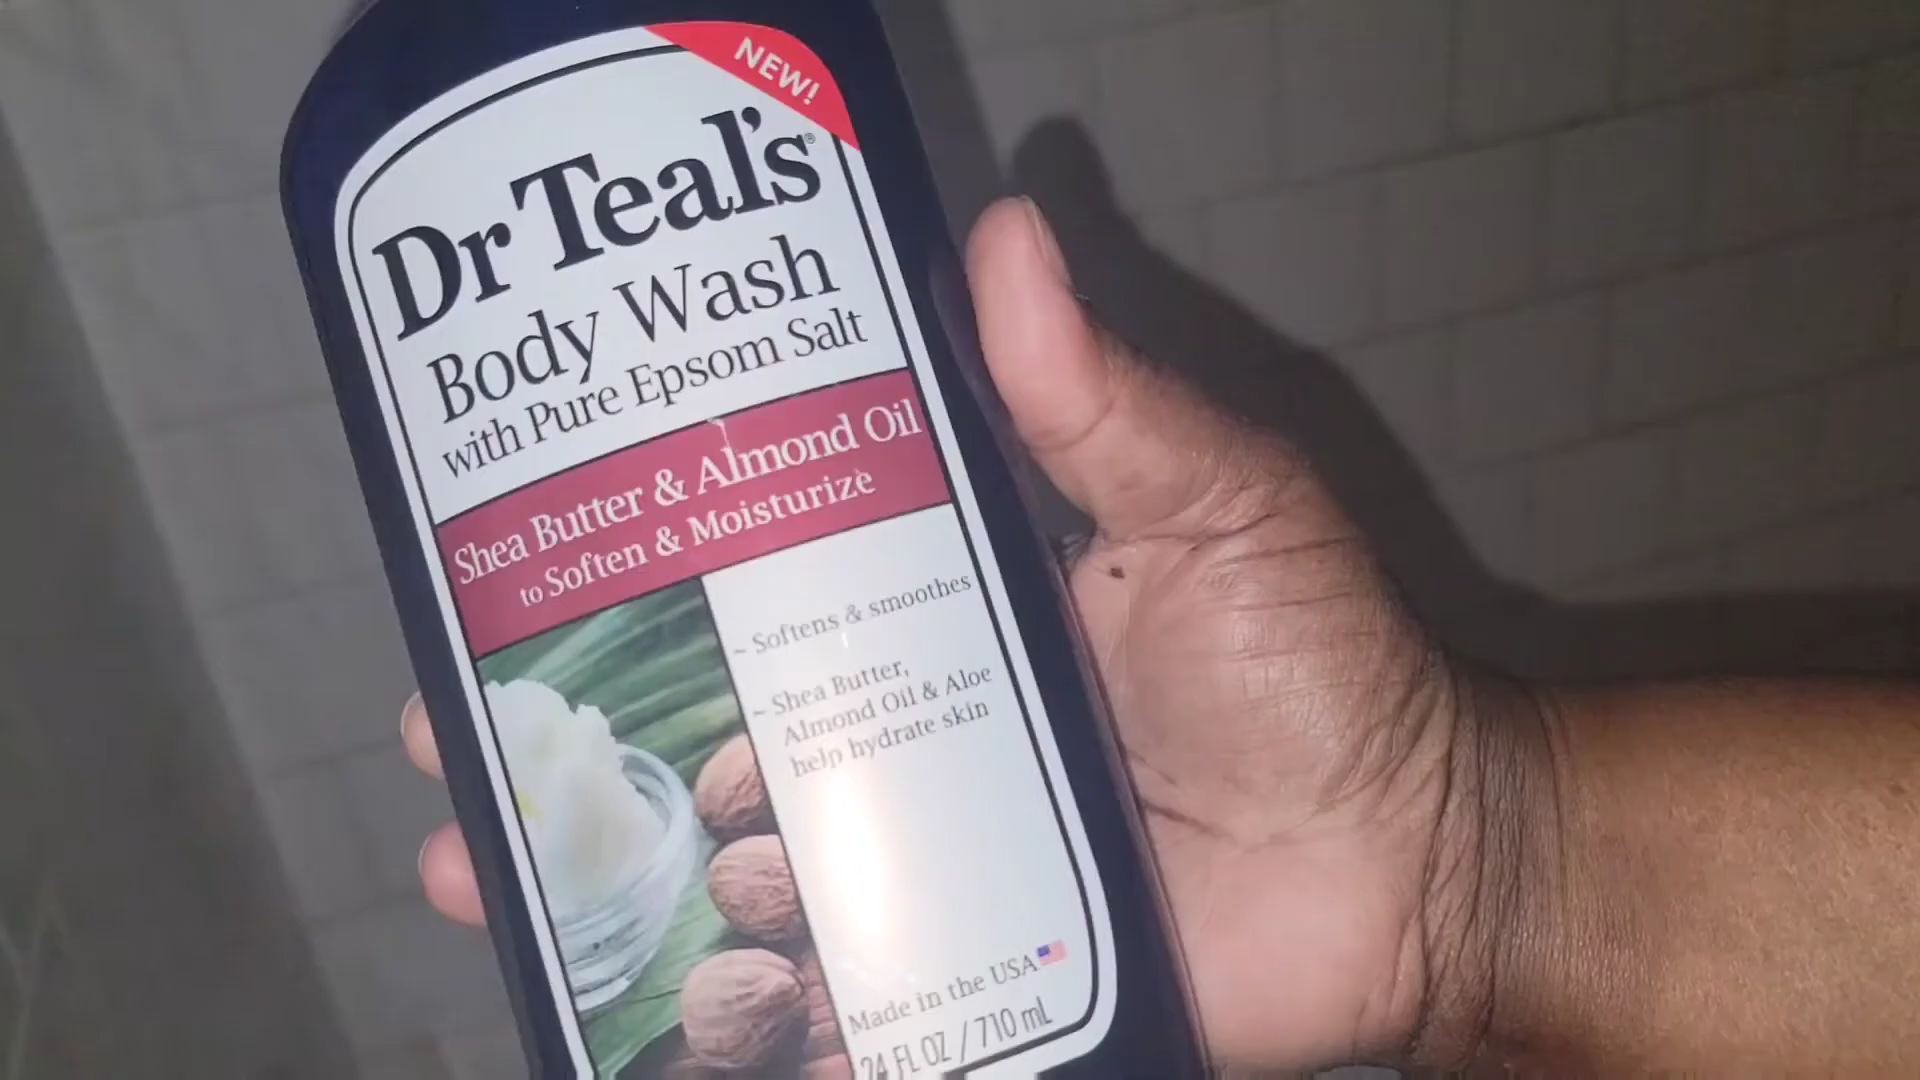 NEW!
Dr Teal's®
Body Wash
with Pure Epsom Salt
Shea Butter & Almond Oil
to Soften & Moisturize
~ Softens & smoothes
~ Shea Butter,
Almond Oil & Aloe
help hydrate skin
Made in the USA
24 FL OZ / 710 mL